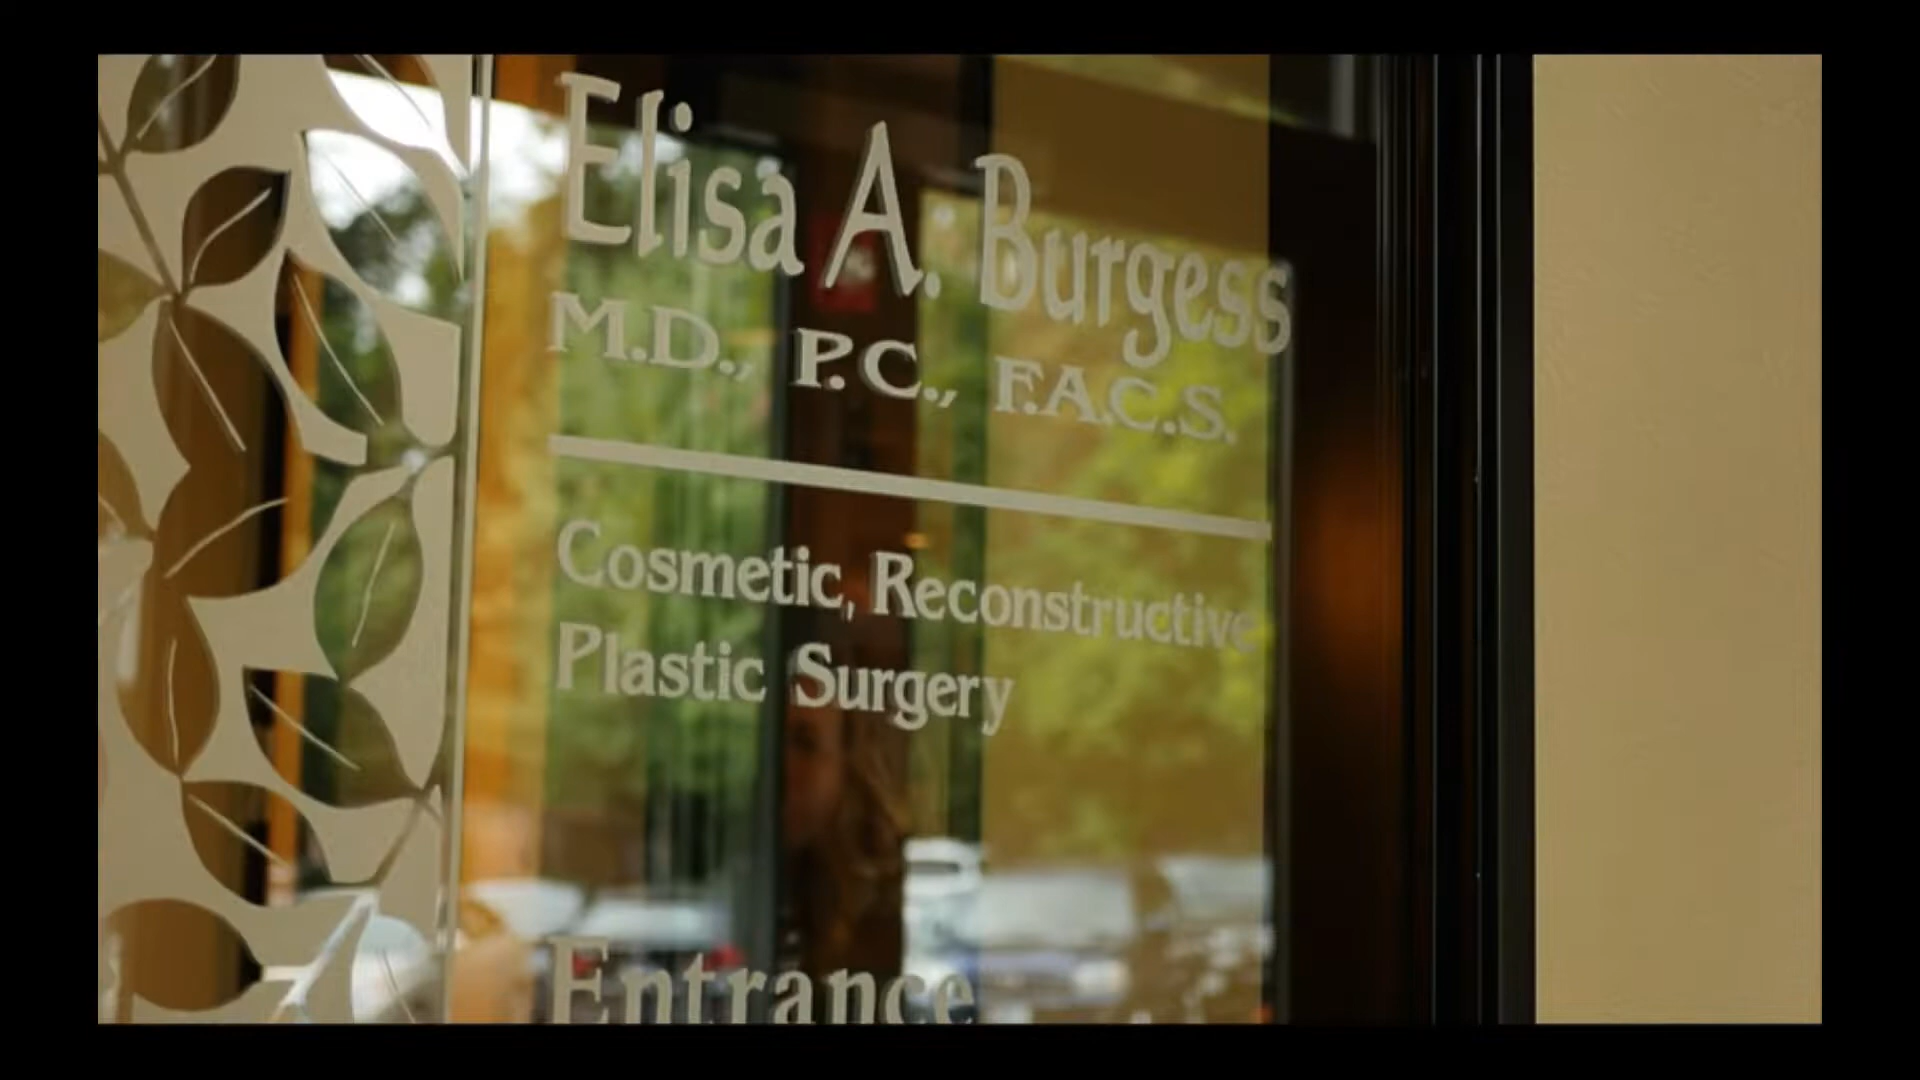 Elisa A. Burgess
M.D., P.C., F.A.C.S.
Cosmetic, Reconstructive
Plastic Surgery
Entrance